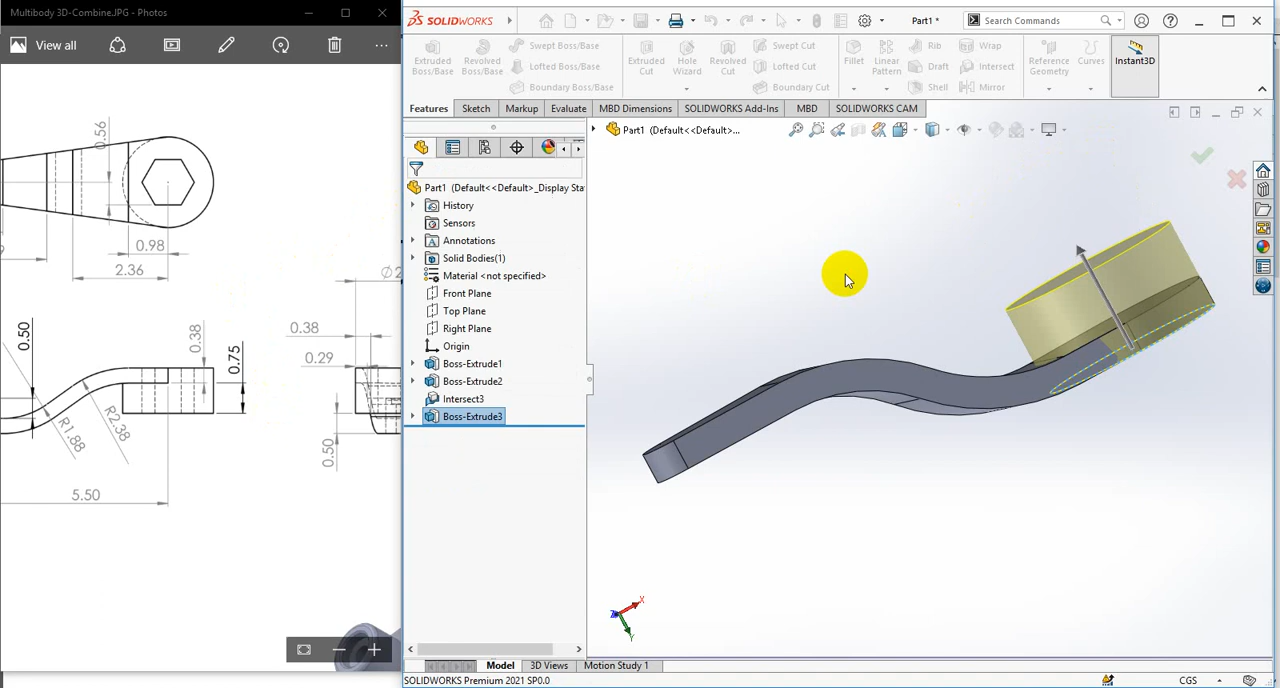 Multibody 3D-Combine.JPG - Photos
View all
0.56
0.98
2.36
0.50
0.38
0.75
R1.88
R2.38
5.50
0.38
0.29
0.50
SOLIDWORKS
Part1 *
Search Commands
Extruded Boss/Base
Revolved Boss/Base
Swept Boss/Base
Lofted Boss/Base
Boundary Boss/Base
Extruded Cut
Hole Wizard
Revolved Cut
Swept Cut
Lofted Cut
Boundary Cut
Fillet
Linear Pattern
Rib
Draft
Shell
Wrap
Intersect
Mirror
Reference Geometry
Curves
Instant3D
Features
Sketch
Markup
Evaluate
MBD Dimensions
SOLIDWORKS Add-Ins
MBD
SOLIDWORKS CAM
Part1 (Default<<Default>...
Part1 (Default<<Default>_Display Sta
History
Sensors
Annotations
Solid Bodies(1)
Material <not specified>
Front Plane
Top Plane
Right Plane
Origin
Boss-Extrude1
Boss-Extrude2
Intersect3
Boss-Extrude3
X
Y
Z
Model
3D Views
Motion Study 1
SOLIDWORKS Premium 2021 SP0.0
CGS